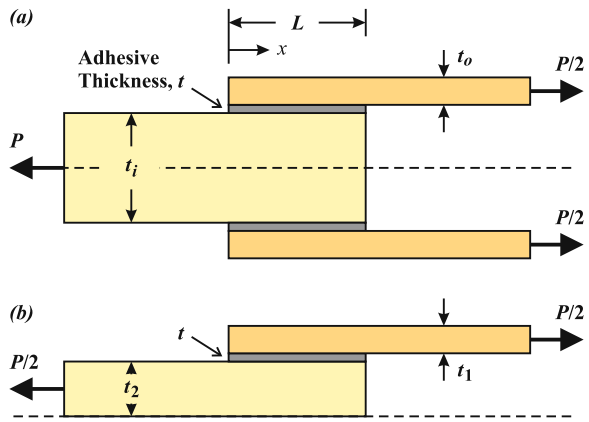 (a)
L
x
Adhesive
Thickness, t
t_o
P/2
P
t_i
P/2
(b)
P/2
t
P/2
t_2
t_1